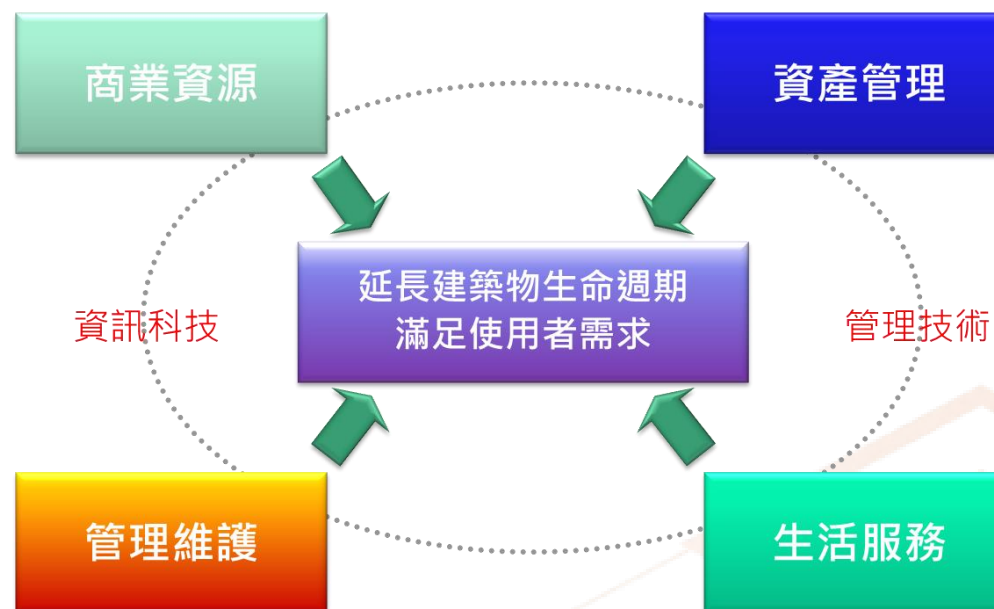 商業資源
資產管理
延長建築物生命週期
滿足使用者需求
資訊科技
管理技術
管理維護
生活服務